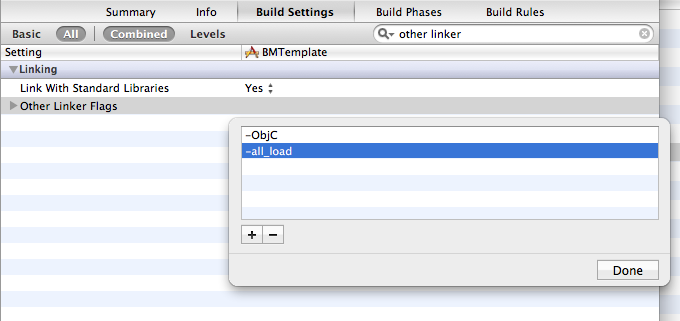 Summary Info Build Settings Build Phases Build Rules
Basic All Combined Levels other linker
Setting BMTemplate
Linking
Link With Standard Libraries Yes
Other Linker Flags
-ObjC
-all_load
+ -
Done